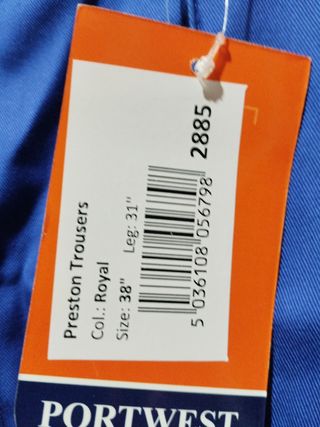 2885
Preston Trousers
Col.: Royal
Size: 38" Leg: 31"
5 036108 056798
PORTWEST